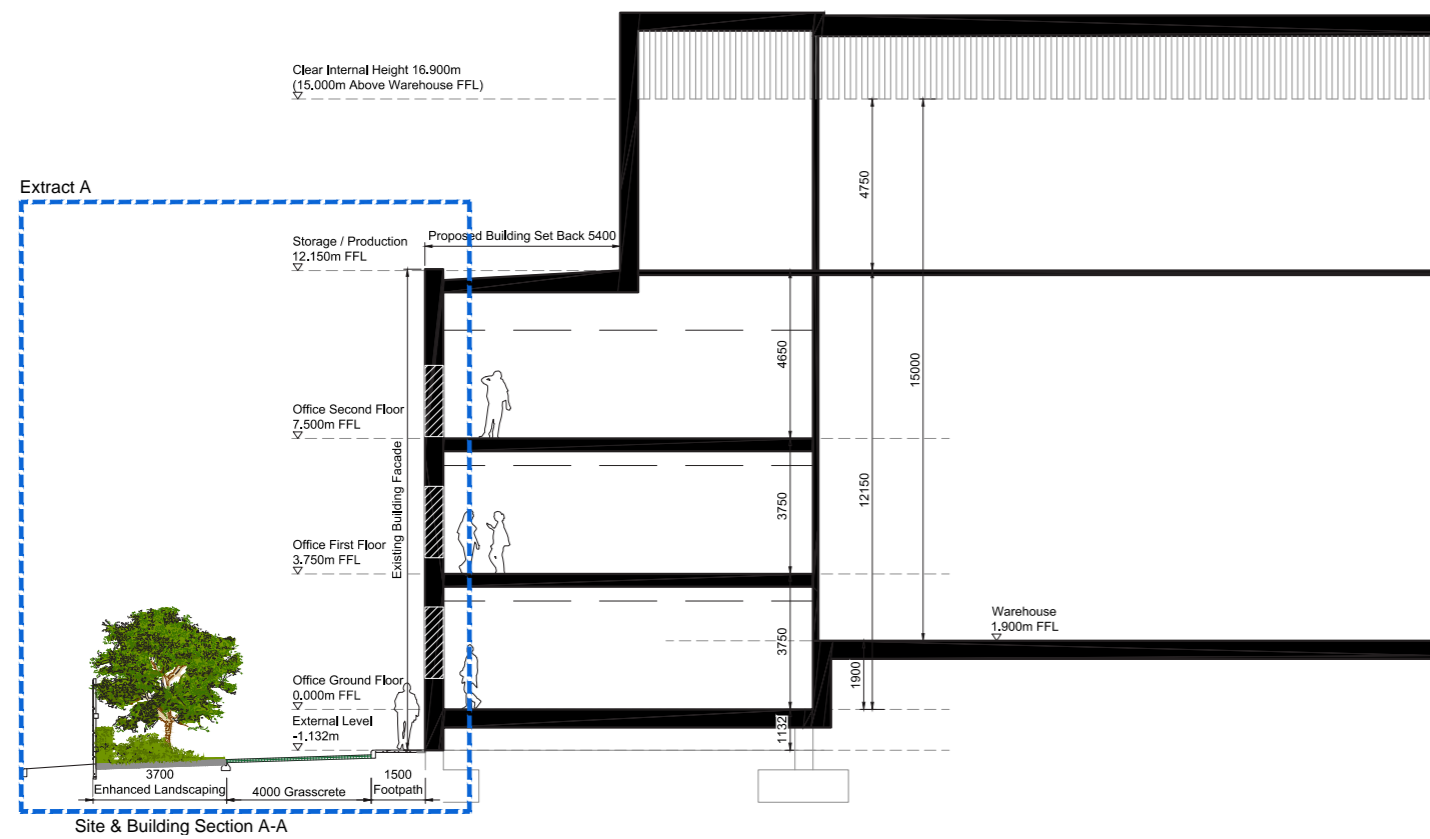 Clear Internal Height 16.900m
(15.000m Above Warehouse FFL)
4750
Extract A
Storage / Production
12.150m FFL
Proposed Building Set Back 5400
4650
15000
Office Second Floor
7.500m FFL
Existing Building Facade
3750
12150
Office First Floor
3.750m FFL
Warehouse
1.900m FFL
3750
1900
Office Ground Floor
0.000m FFL
External Level
-1.132m
1132
3700
Enhanced Landscaping
4000 Grasscrete
1500
Footpath
Site & Building Section A-A